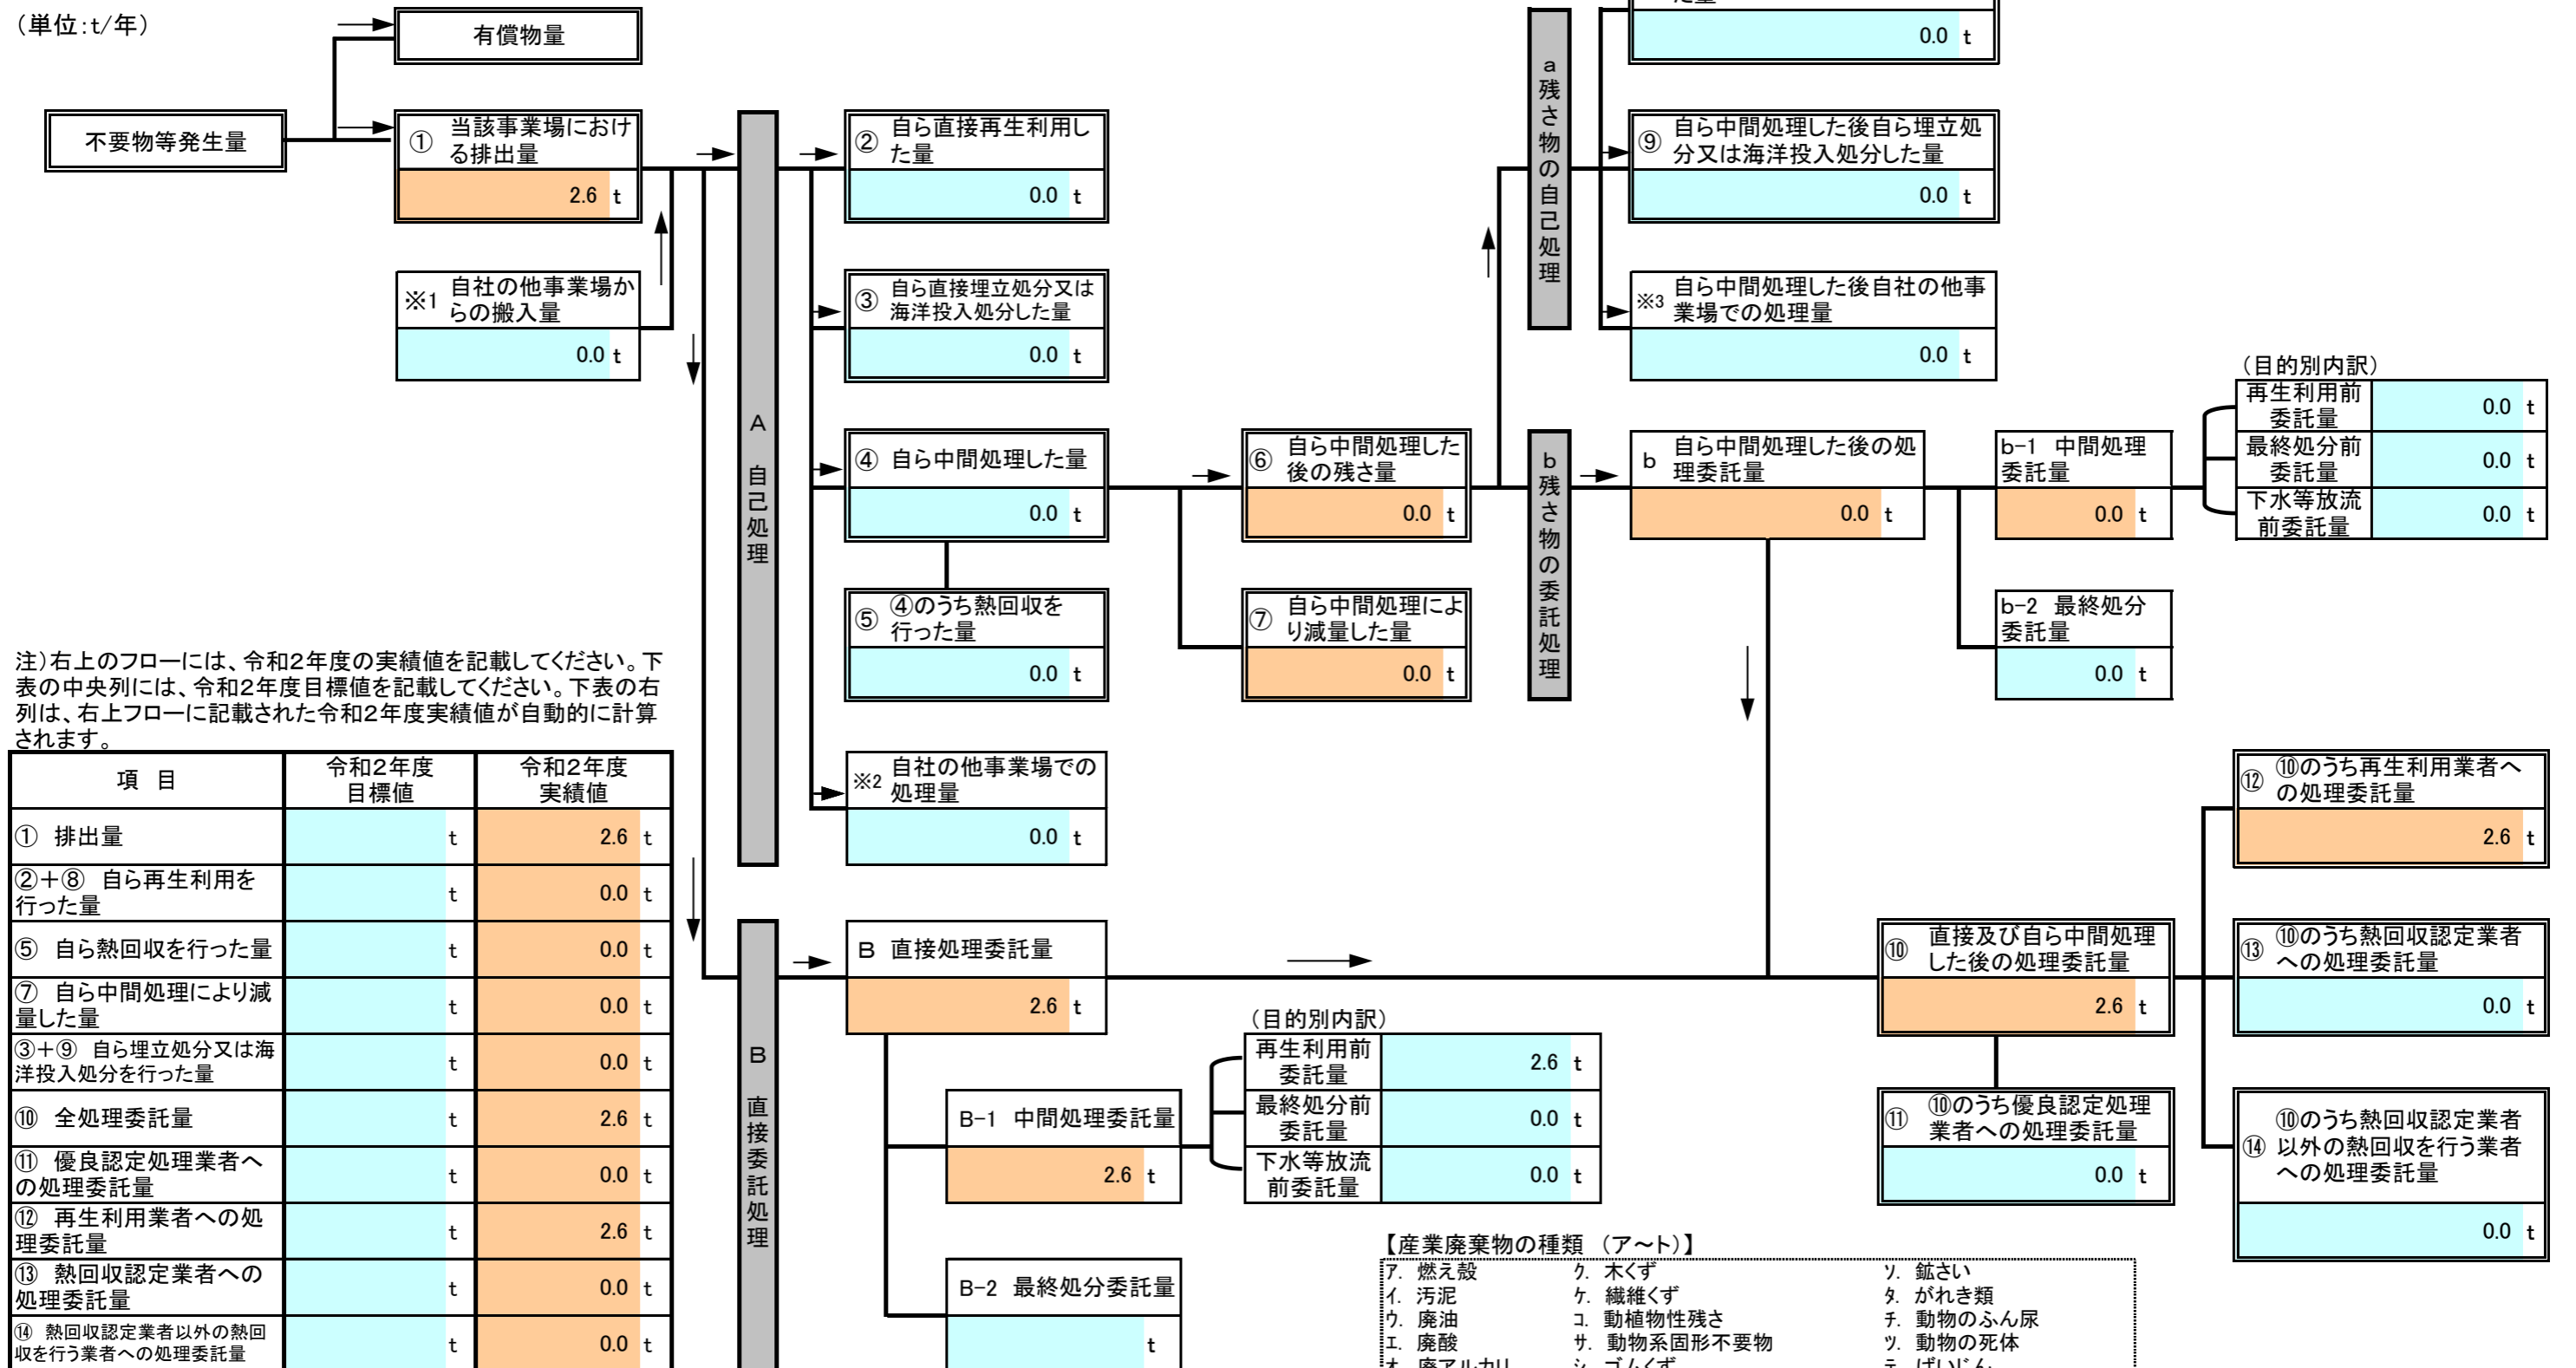 （単位：t/年）
有償物量
不要物等発生量
① 当該事業場におけ
る排出量
2.6 t
※1 自社の他事業場か
らの搬入量
0.0 t
A 自己処理
② 自ら直接再生利用し
た量
0.0 t
③ 自ら直接埋立処分又は
海洋投入処分した量
0.0 t
④ 自ら中間処理した量
0.0 t
⑤ ④のうち熱回収を
行った量
0.0 t
※2 自社の他事業場での
処理量
0.0 t
⑥ 自ら中間処理した
後の残さ量
0.0 t
⑦ 自ら中間処理によ
り減量した量
0.0 t
a 残さ物の自己処理
0.0 t
⑨ 自ら中間処理した後自ら埋立処
分又は海洋投入処分した量
0.0 t
※3 自ら中間処理した後自社の他事
業場での処理量
0.0 t
b 残さ物の委託処理
b 自ら中間処理した後の処
理委託量
0.0 t
b-1 中間処理
委託量
0.0 t
b-2 最終処分
委託量
0.0 t
（目的別内訳）
再生利用前
委託量
0.0 t
最終処分前
委託量
0.0 t
下水等放流
前委託量
0.0 t
注）右上のフローには、令和2年度の実績値を記載してください。下
表の中央列には、令和2年度目標値を記載してください。下表の右
列は、右上フローに記載された令和2年度実績値が自動的に計算
されます。
項 目
令和2年度
目標値
令和2年度
実績値
① 排出量
t 2.6 t
②＋⑧ 自ら再生利用を
行った量
t 0.0 t
⑤ 自ら熱回収を行った量
t 0.0 t
⑦ 自ら中間処理により減
量した量
t 0.0 t
③＋⑨ 自ら埋立処分又は海
洋投入処分を行った量
t 0.0 t
⑩ 全処理委託量
t 2.6 t
⑪ 優良認定処理業者へ
の処理委託量
t 0.0 t
⑫ 再生利用業者への処
理委託量
t 2.6 t
⑬ 熱回収認定業者への
処理委託量
t 0.0 t
⑭ 熱回収認定業者以外の熱回
収を行う業者への処理委託量
t 0.0 t
B 直接委託処理
B 直接処理委託量
2.6 t
B-1 中間処理委託量
2.6 t
B-2 最終処分委託量
t
（目的別内訳）
再生利用前
委託量
2.6 t
最終処分前
委託量
0.0 t
下水等放流
前委託量
0.0 t
⑩ 直接及び自ら中間処理
した後の処理委託量
2.6 t
⑪ ⑩のうち優良認定処理
業者への処理委託量
0.0 t
⑫ ⑩のうち再生利用業者へ
の処理委託量
2.6 t
⑬ ⑩のうち熱回収認定業者
への処理委託量
0.0 t
⑭ ⑩のうち熱回収認定業者
以外の熱回収を行う業者
への処理委託量
0.0 t
【産業廃棄物の種類 （ア～ト）】
ア. 燃え殻 ク. 木くず ソ. 鉱さい
イ. 汚泥 ケ. 繊維くず タ. がれき類
ウ. 廃油 コ. 動植物性残さ チ. 動物のふん尿
エ. 廃酸 サ. 動物系固形不要物 ツ. 動物の死体
オ. 廃アルカリ シ. ゴムくず テ. ばいじん